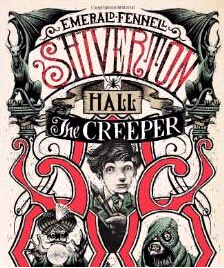 EMERALD FENNELL
SHIVERTON
HALL
The CREEPER